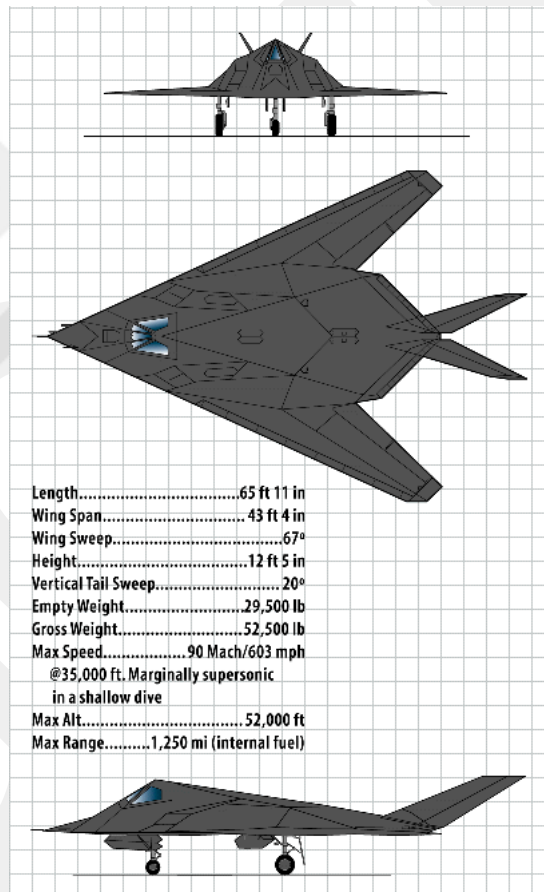 Length..................................65 ft 11 in
Wing Span.............................. 43 ft 4 in
Wing Sweep....................................67º
Height....................................12 ft 5 in
Vertical Tail Sweep...........................20º
Empty Weight..........................29,500 lb
Gross Weight...........................52,500 lb
Max Speed..................90 Mach/603 mph
@35,000 ft. Marginally supersonic
in a shallow dive
Max Alt...................................52,000 ft
Max Range..........1,250 mi (internal fuel)